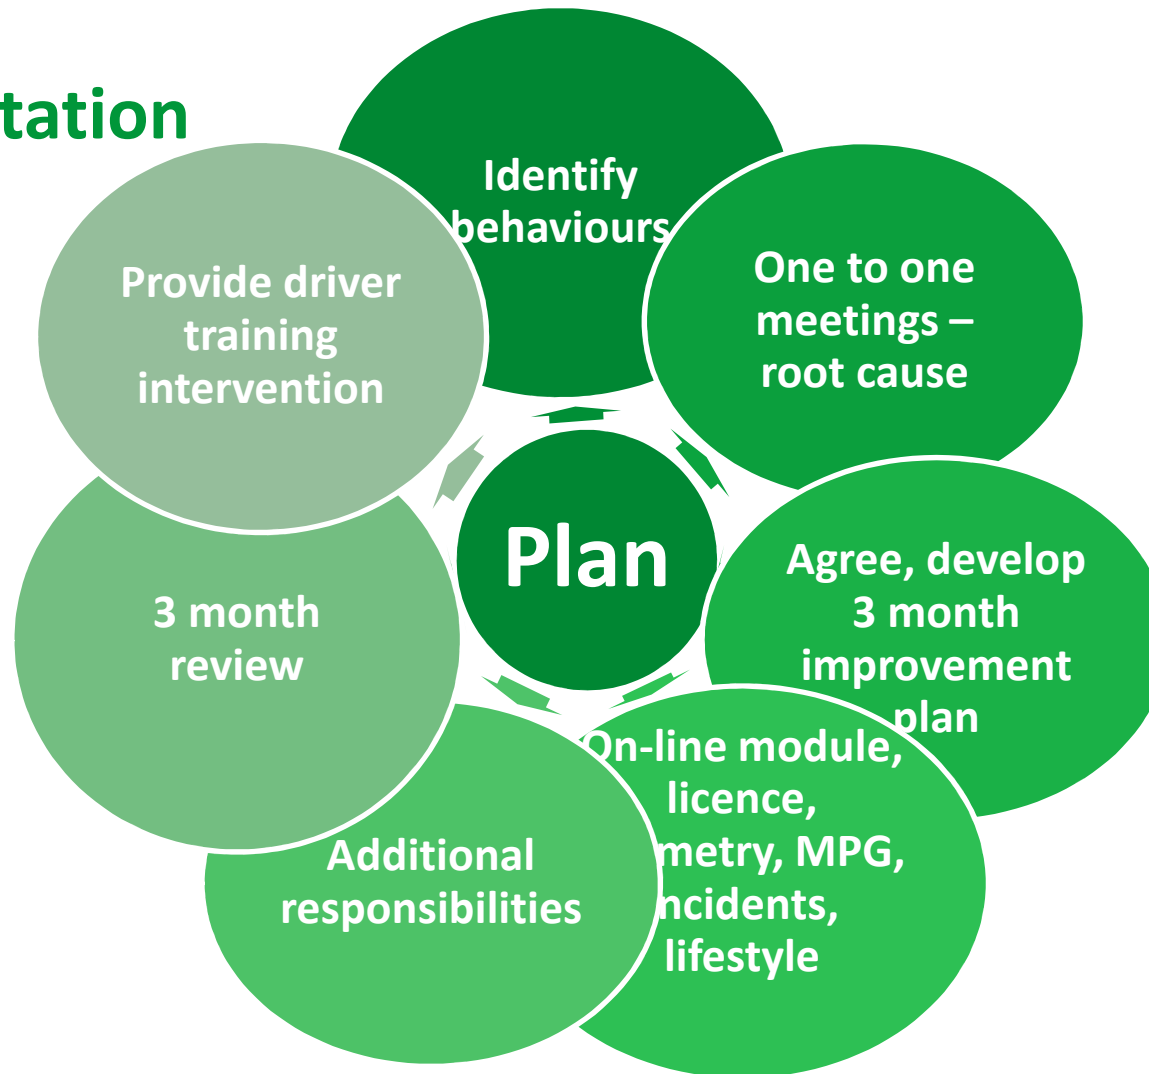 tation
Identify
behaviours
One to one
meetings –
root cause
Agree, develop
3 month
improvement
plan
On-line module,
licence,
metry, MPG,
ncidents,
lifestyle
Additional
responsibilities
3 month
review
Provide driver
training
intervention
Plan